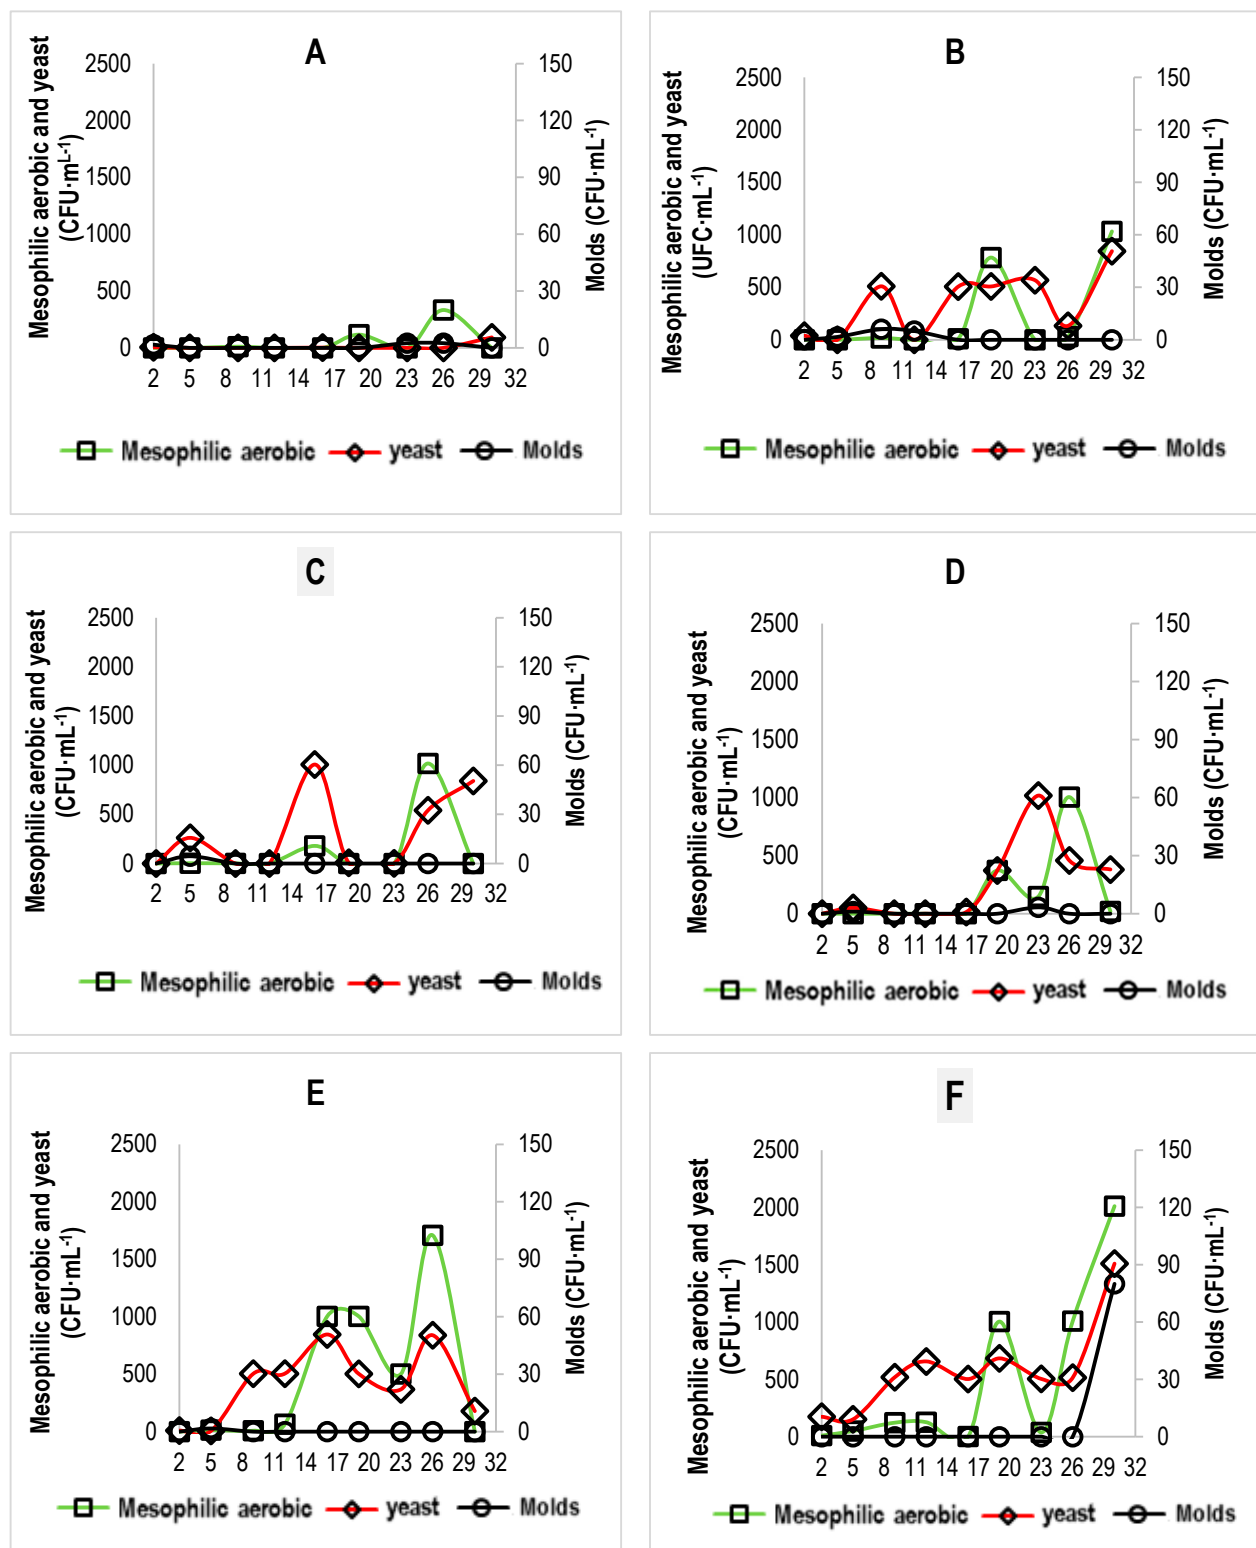 A
Mesophilic aerobic and yeast
(CFU·mL-1)
2500
2000
1500
1000
500
0
150
120
90
60
30
0
Molds (CFU·mL-1)
2 5 8 11 14 17 20 23 26 29 32
Mesophilic aerobic yeast Molds
B
Mesophilic aerobic and yeast
(UFC·mL-1)
2500
2000
1500
1000
500
0
150
120
90
60
30
0
Molds (CFU·mL-1)
2 5 8 11 14 17 20 23 26 29 32
Mesophilic aerobic yeast Molds
C
Mesophilic aerobic and yeast
(CFU·mL-1)
2500
2000
1500
1000
500
0
150
120
90
60
30
0
Molds (CFU·mL-1)
2 5 8 11 14 17 20 23 26 29 32
Mesophilic aerobic yeast Molds
D
Mesophilic aerobic and yeast
(CFU·mL-1)
2500
2000
1500
1000
500
0
150
120
90
60
30
0
Molds (CFU·mL-1)
2 5 8 11 14 17 20 23 26 29 32
Mesophilic aerobic yeast Molds
E
Mesophilic aerobic and yeast
(CFU·mL-1)
2500
2000
1500
1000
500
0
150
120
90
60
30
0
Molds (CFU·mL-1)
2 5 8 11 14 17 20 23 26 29 32
Mesophilic aerobic yeast Molds
F
Mesophilic aerobic and yeast
(CFU·mL-1)
2500
2000
1500
1000
500
0
150
120
90
60
30
0
Molds (CFU·mL-1)
2 5 8 11 14 17 20 23 26 29 32
Mesophilic aerobic yeast Molds